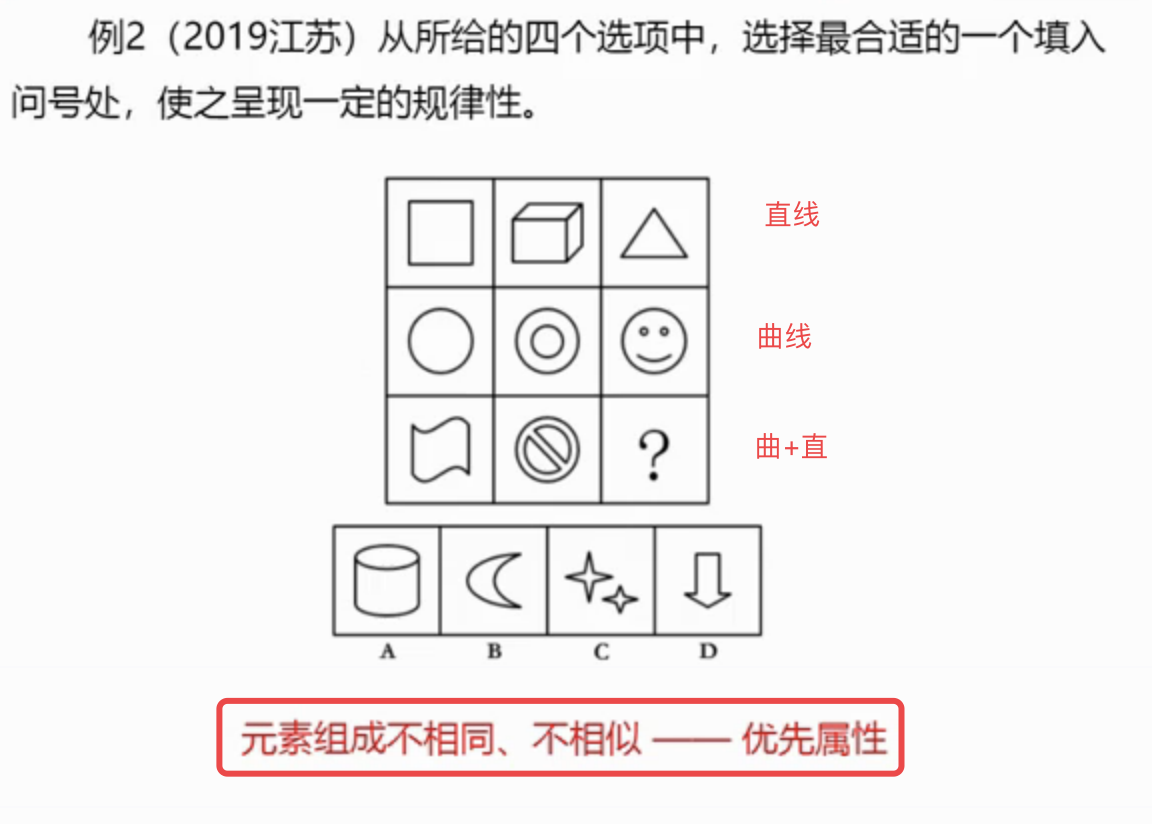 例2（2019江苏）从所给的四个选项中，选择最合适的一个填入
问号处，使之呈现一定的规律性。
直线
曲线
?
曲+直
A B C D
元素组成不相同、不相似 —— 优先属性